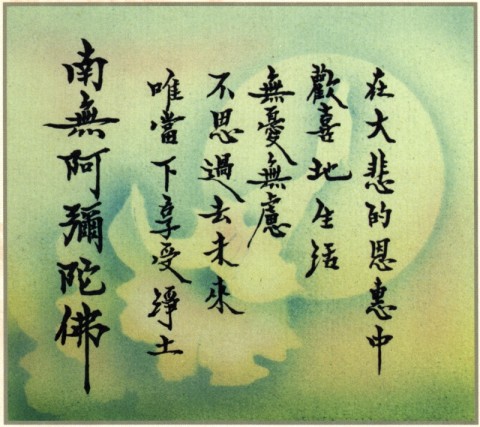 在大悲的恩惠中
歡喜地生活
無憂無慮
不思過去未來
唯當下享受淨土
南無阿彌陀佛